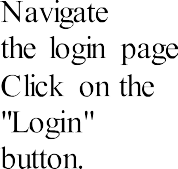 Navigate
the login page
Click on the
"Login"
button.